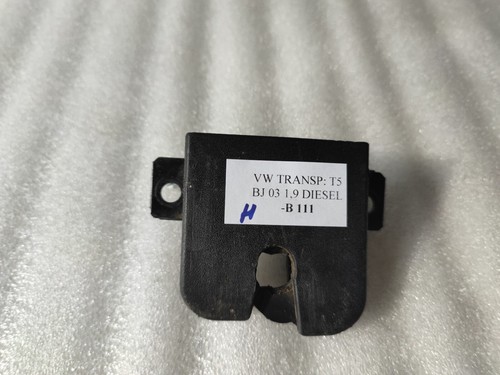 VW TRANSP: T5
BJ 03 1,9 DIESEL
H -B 111